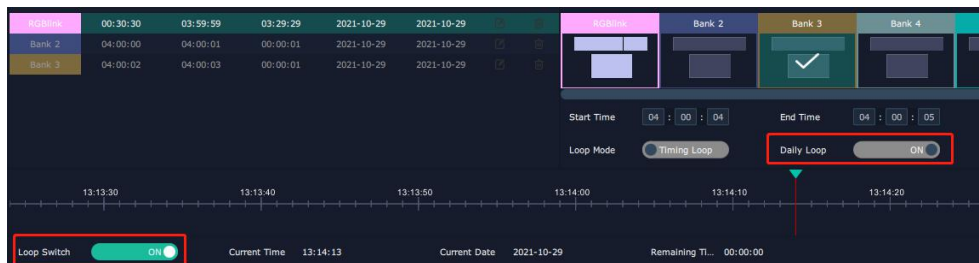 RGBlink 00:30:30 03:59:59 03:29:29 2021-10-29 2021-10-29
Bank 2 04:00:00 04:00:01 00:00:01 2021-10-29 2021-10-29
Bank 3 04:00:02 04:00:03 00:00:01 2021-10-29 2021-10-29
RGBlink Bank 2 Bank 3 Bank 4
Start Time 04 : 00 : 04 End Time 04 : 00 : 05
Loop Mode Timing Loop Daily Loop ON
13:13:30 13:13:40 13:13:50 13:14:00 13:14:10 13:14:20
Loop Switch ON Current Time 13:14:13 Current Date 2021-10-29 Remaining Ti... 00:00:00